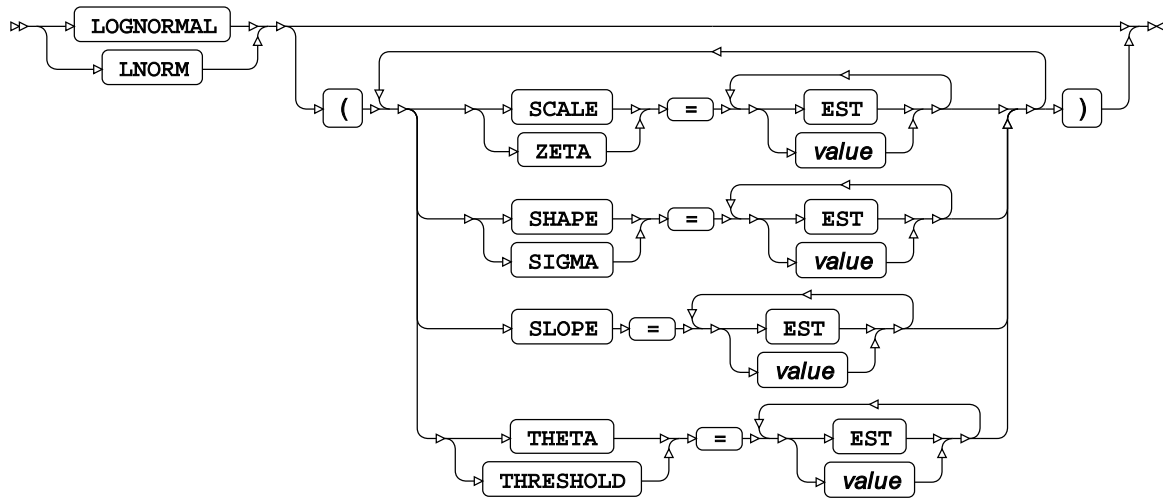 LOGNORMAL
LNORM
(
SCALE = EST
ZETA value
)
SHAPE = EST
SIGMA value
SLOPE = EST
value
THETA = EST
THRESHOLD value